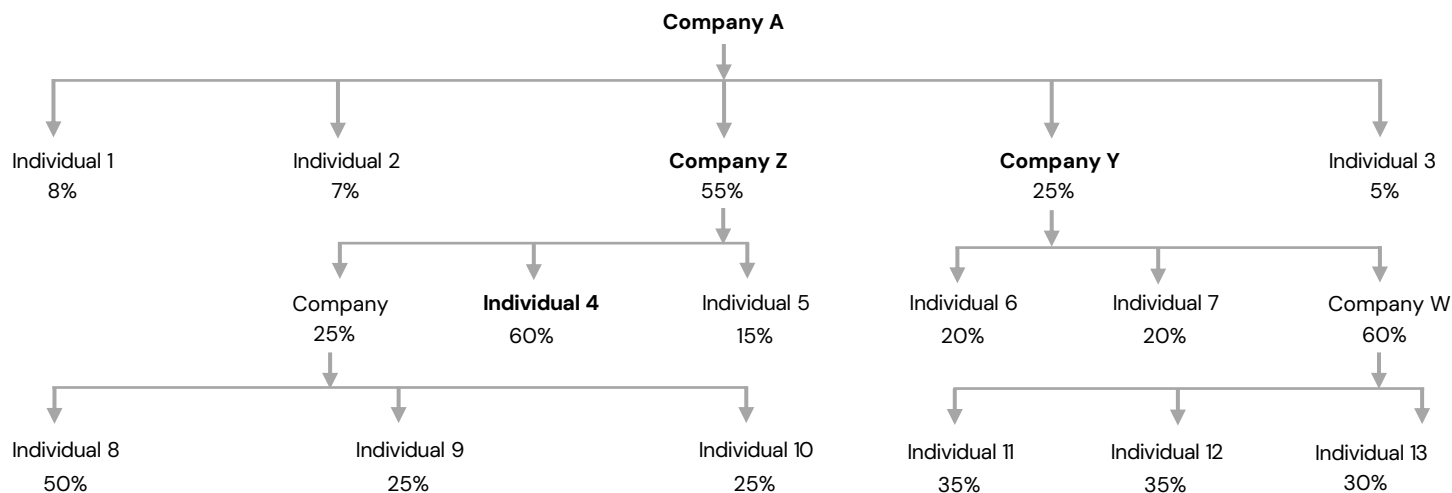 Company A
Individual 1
8%
Individual 2
7%
Company Z
55%
Company Y
25%
Individual 3
5%
Company
25%
Individual 4
60%
Individual 5
15%
Individual 6
20%
Individual 7
20%
Company W
60%
Individual 8
50%
Individual 9
25%
Individual 10
25%
Individual 11
35%
Individual 12
35%
Individual 13
30%